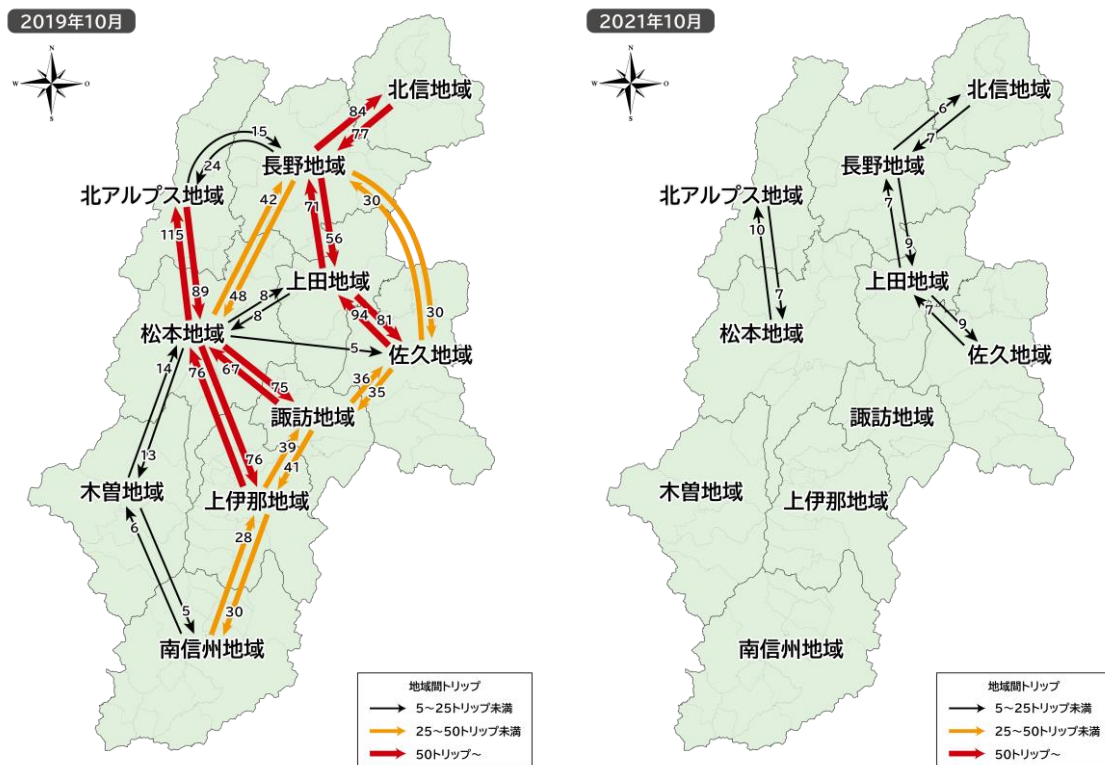 2019年10月
N
W
O
S
北信地域
84
77
15
24
長野地域
北アルプス地域
42
71
30
115
56
89
48
8
8
上田地域
30
松本地域
94
81
5
佐久地域
14
76
67
75
36
35
諏訪地域
13
76
39
41
木曽地域
上伊那地域
6
28
5
30
南信州地域
地域間トリップ
5~25トリップ未満
25~50トリップ未満
50トリップ~
2021年10月
N
W
O
S
北信地域
6
7
長野地域
北アルプス地域
7
10
9
上田地域
7
松本地域
7
9
佐久地域
諏訪地域
木曽地域
上伊那地域
南信州地域
地域間トリップ
5~25トリップ未満
25~50トリップ未満
50トリップ~